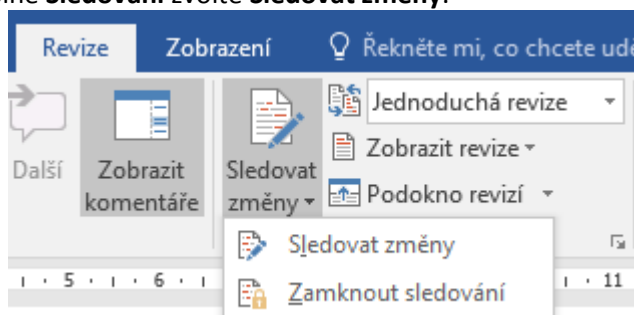 Sledování zvolte Sledovat změny.
Revize Zobrazení Řekněte mi, co chcete udě
Další
Zobrazit komentáře
Sledovat změny
Jednoduchá revize
Zobrazit revize
Podokno revizí
Sledovat změny
Zamknout sledování
5 6 11